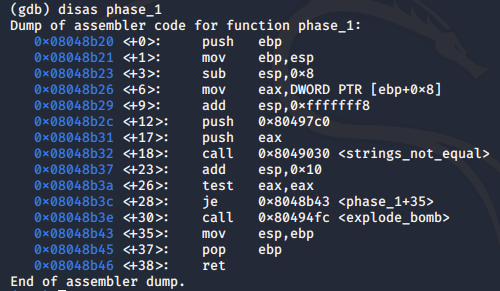 (gdb) disas phase_1
Dump of assembler code for function phase_1:
   0×08048b20 <+0>:     push   ebp
   0×08048b21 <+1>:     mov    ebp,esp
   0×08048b23 <+3>:     sub    esp,0×8
   0×08048b26 <+6>:     mov    eax,DWORD PTR [ebp+0×8]
   0×08048b29 <+9>:     add    esp,0×fffffff8
   0×08048b2c <+12>:    push   0×80497c0
   0×08048b31 <+17>:    push   eax
   0×08048b32 <+18>:    call   0×8049030 <strings_not_equal>
   0×08048b37 <+23>:    add    esp,0×10
   0×08048b3a <+26>:    test   eax,eax
   0×08048b3c <+28>:    je     0×8048b43 <phase_1+35>
   0×08048b3e <+30>:    call   0×80494fc <explode_bomb>
   0×08048b43 <+35>:    mov    esp,ebp
   0×08048b45 <+37>:    pop    ebp
   0×08048b46 <+38>:    ret
End of assembler dump.